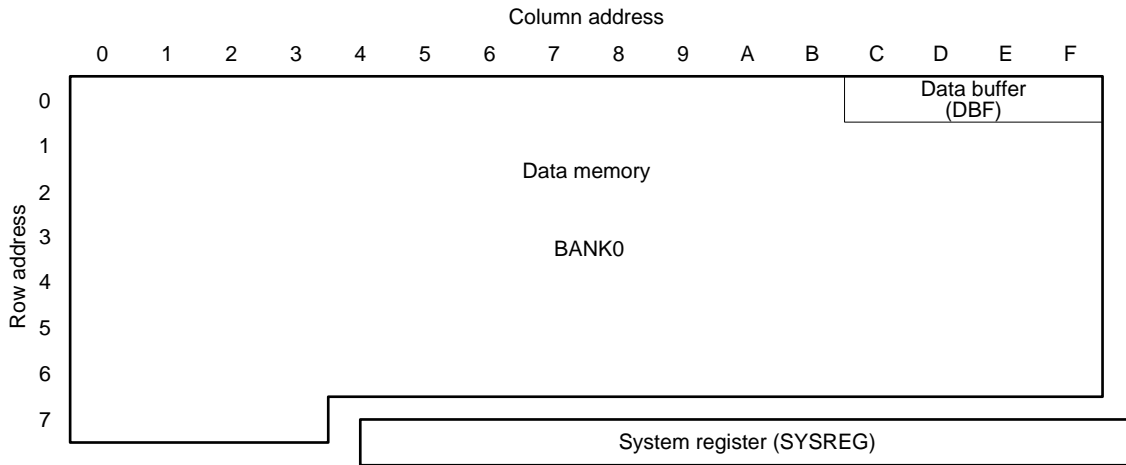 Column address
0 1 2 3 4 5 6 7 8 9 A B C D E F
0
Data buffer
(DBF)
1
Data memory
2
Row address
3
BANK0
4
5
6
7
System register (SYSREG)